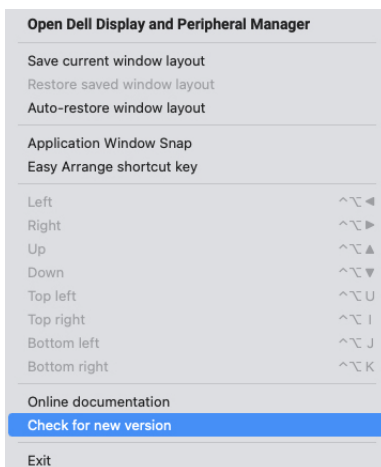 Open Dell Display and Peripheral Manager
Save current window layout
Restore saved window layout
Auto-restore window layout
Application Window Snap
Easy Arrange shortcut key
Left ^⌥◀
Right ^⌥▶
Up ^⌥▲
Down ^⌥▼
Top left ^⌥U
Top right ^⌥I
Bottom left ^⌥J
Bottom right ^⌥K
Online documentation
Check for new version
Exit